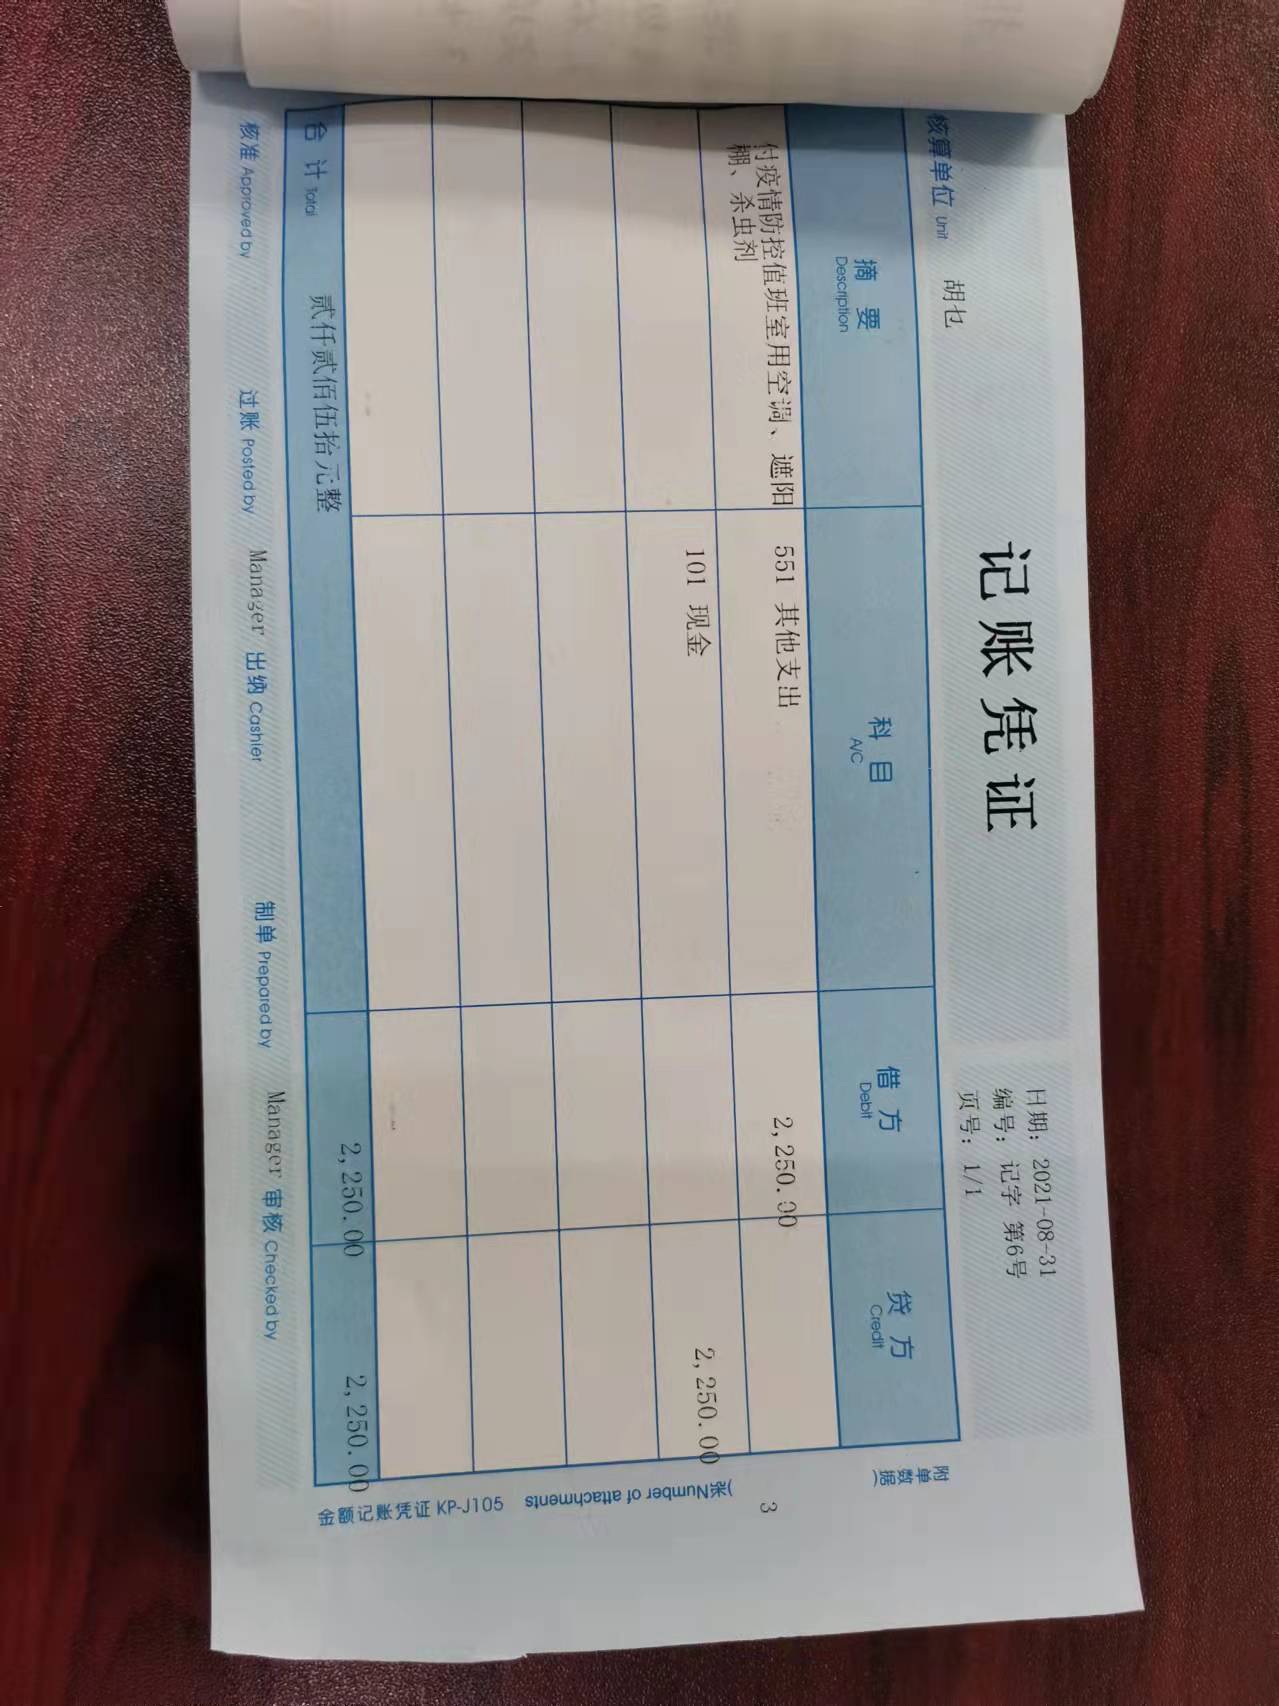 记账凭证
日期: 2021-08-31
编号: 记字 第6号
页号: 1/1
核算单位 Unit 胡乜
摘要 Description 科目 A/C 借方 Debit 贷方 Credit
付疫情防控值班室用空调、遮阳
棚、杀虫剂
551 其他支出 2,250.00
101 现金 2,250.00
合计 Total 贰仟贰佰伍拾元整 2,250.00 2,250.00
附单据数(
3
张Number of attachments)
金额记账凭证 KP-J105
核准 Approved by 过账 Posted by Manager 出纳 Cashier 制单 Prepared by Manager 审核 Checked by